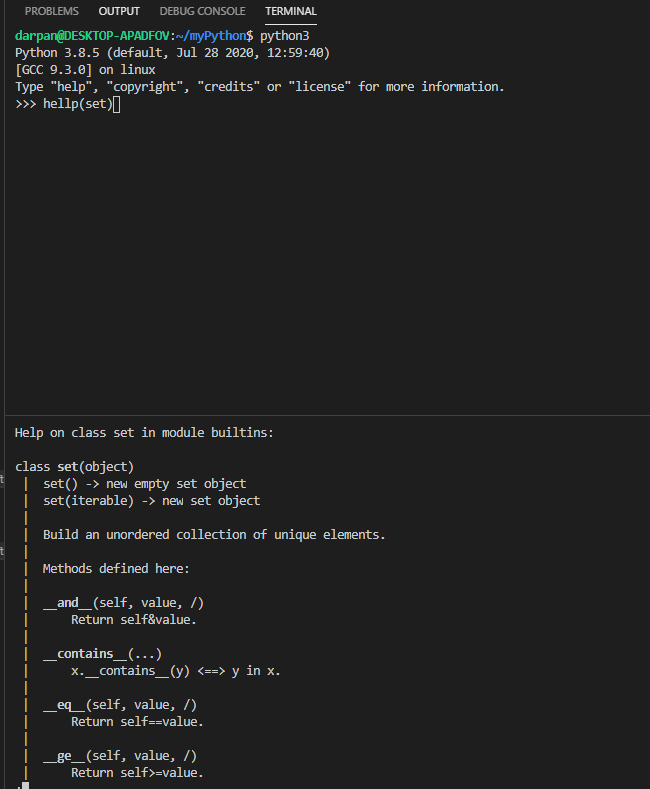 PROBLEMS OUTPUT DEBUG CONSOLE TERMINAL
darpan@DESKTOP-APADFOV:~/myPython$ python3
Python 3.8.5 (default, Jul 28 2020, 12:59:40)
[GCC 9.3.0] on linux
Type "help", "copyright", "credits" or "license" for more information.
>>> hellp(set)
Help on class set in module builtins:
class set(object)
| set() -> new empty set object
| set(iterable) -> new set object
|
| Build an unordered collection of unique elements.
|
| Methods defined here:
|
| __and__(self, value, /)
| Return self&value.
|
| __contains__(...)
| x.__contains__(y) <==> y in x.
|
| __eq__(self, value, /)
| Return self==value.
|
| __ge__(self, value, /)
| Return self>=value.
: